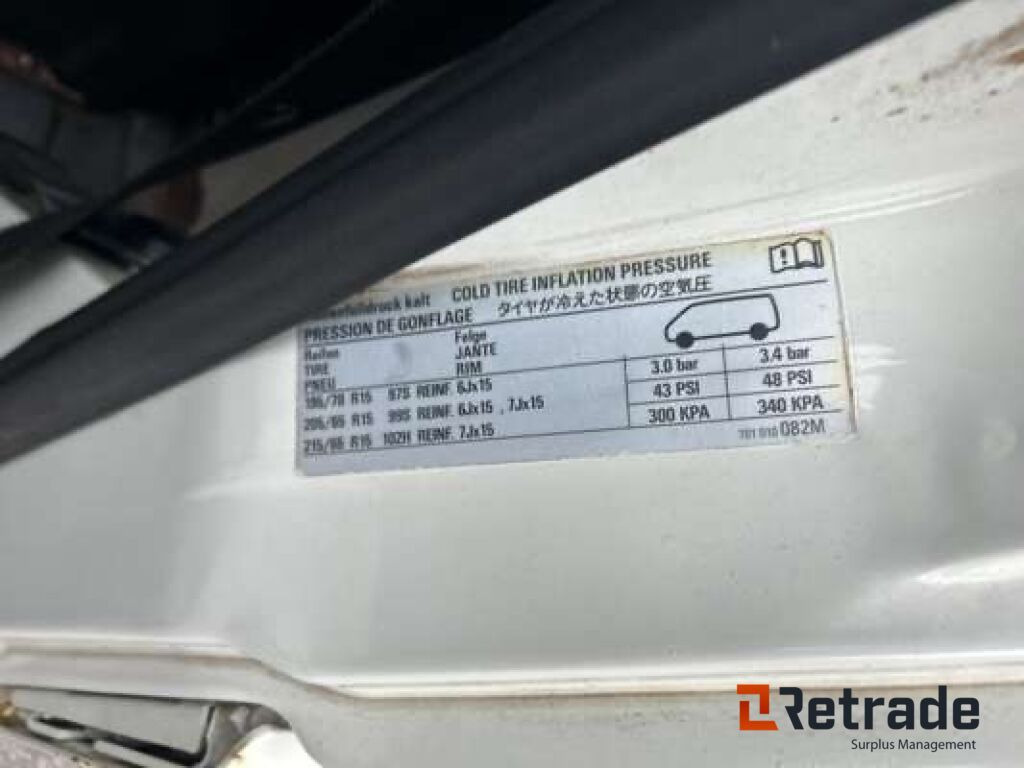 kalt COLD TIRE INFLATION PRESSURE
PRESSION DE GONFLAGE タイヤが冷えた状態の空気圧
Reifen Felge
TIRE JANTE
PNEU RIM
195/70 R15 97S REINF. 6Jx15 3.0 bar 3.4 bar
205/65 R15 99S REINF. 6Jx15 , 7Jx15 43 PSI 48 PSI
215/65 R15 102H REINF. 7Jx15 300 KPA 340 KPA
701 010 082M
Retrade
Surplus Management